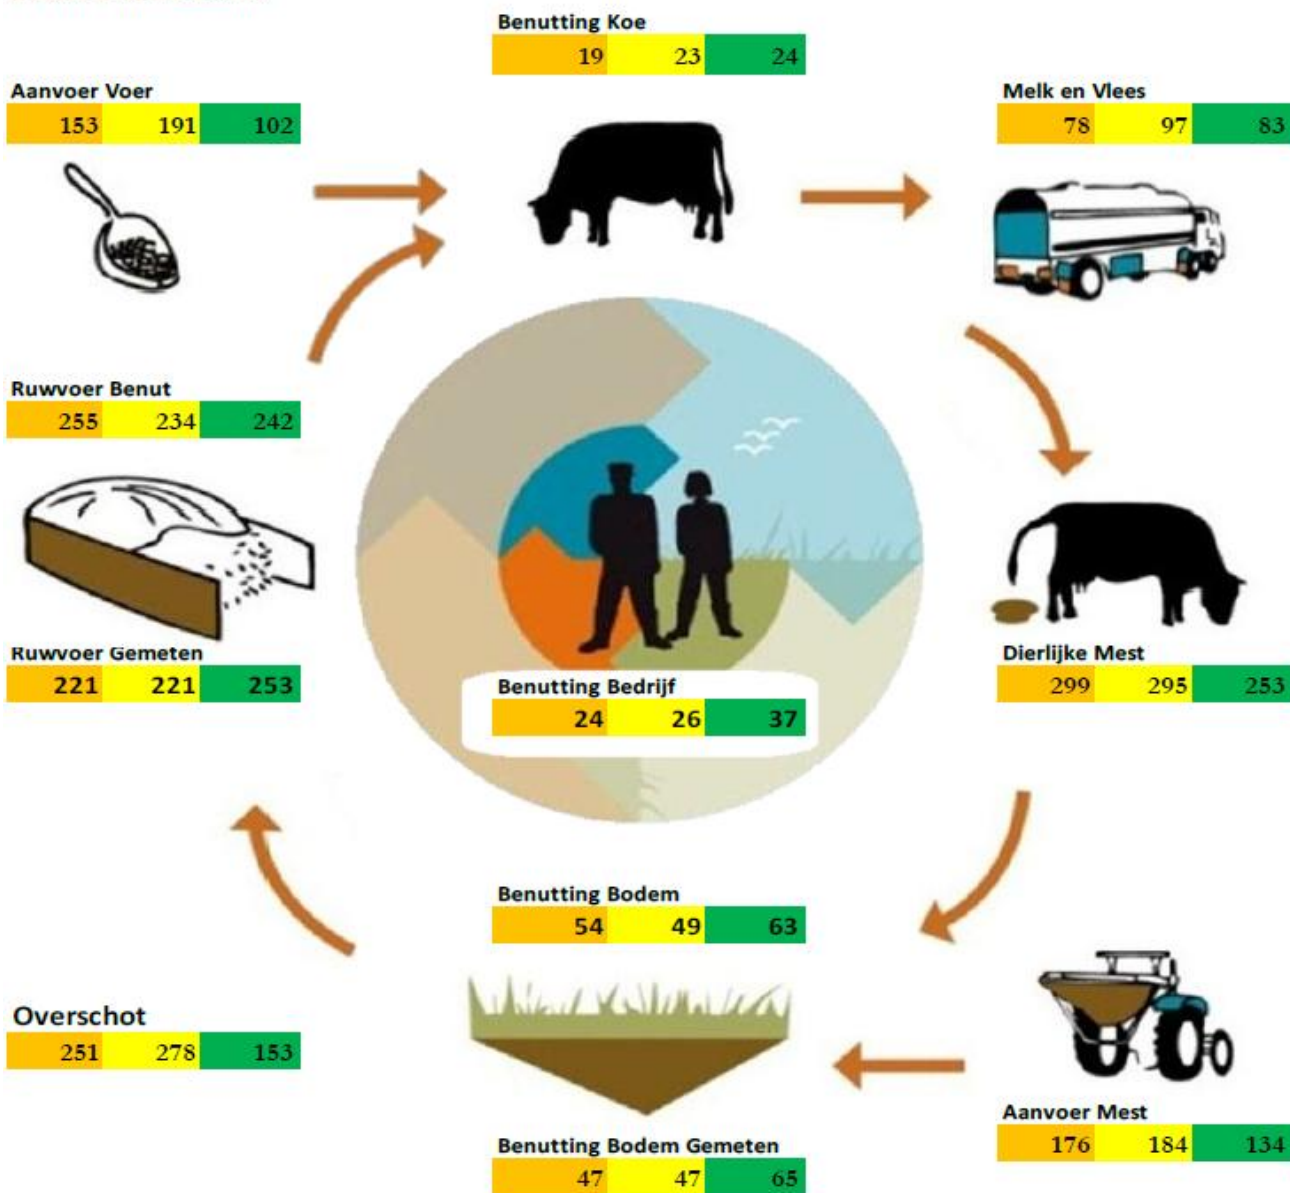 Benutting Koe
19 23 24
Aanvoer Voer
153 191 102
Melk en Vlees
78 97 83
Ruwvoer Benut
255 234 242
Ruwvoer Gemeten
221 221 253
Benutting Bedrijf
24 26 37
Dierlijke Mest
299 295 253
Benutting Bodem
54 49 63
Overschot
251 278 153
Aanvoer Mest
176 184 134
Benutting Bodem Gemeten
47 47 65